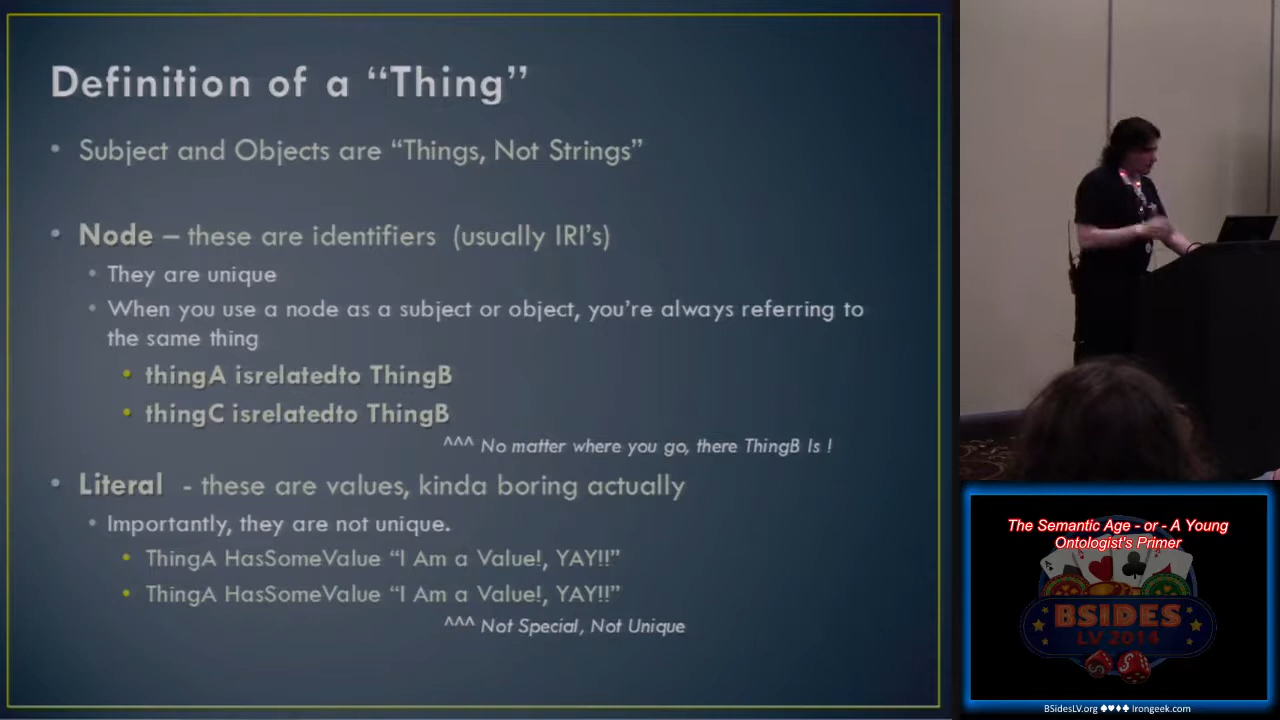 Definition of a “Thing”
• Subject and Objects are “Things, Not Strings”
• Node – these are identifiers (usually IRI’s)
• They are unique
• When you use a node as a subject or object, you’re always referring to
the same thing
• thingA isrelatedto ThingB
• thingC isrelatedto ThingB
^^^ No matter where you go, there ThingB Is !
• Literal - these are values, kinda boring actually
• Importantly, they are not unique.
• ThingA HasSomeValue “I Am a Value!, YAY!!”
• ThingA HasSomeValue “I Am a Value!, YAY!!”
^^^ Not Special, Not Unique
The Semantic Age - or - A Young
Ontologist's Primer
BSIDES
LV 2014
BSidesLV.org ♠♥♦♣ Irongeek.com